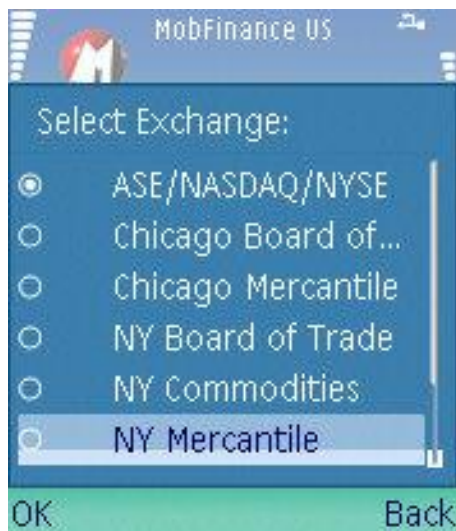 MobFinance US
Select Exchange:
ASE/NASDAQ/NYSE
Chicago Board of...
Chicago Mercantile
NY Board of Trade
NY Commodities
NY Mercantile
OK Back